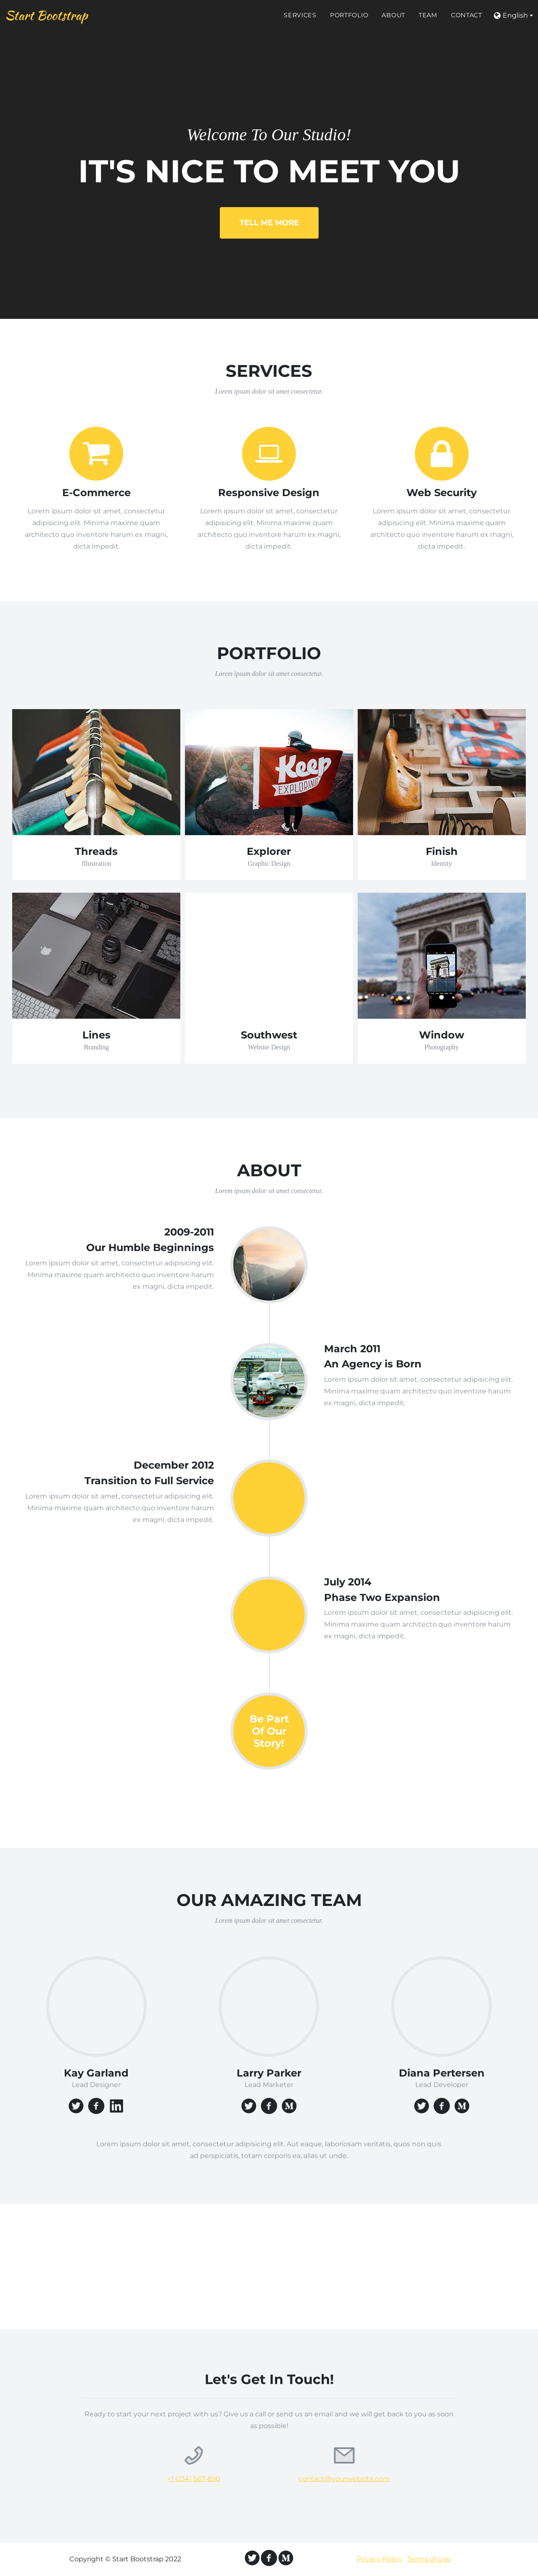 Start Bootstrap
SERVICES PORTFOLIO ABOUT TEAM CONTACT English
Welcome To Our Studio!
IT'S NICE TO MEET YOU
TELL ME MORE
SERVICES
Lorem ipsum dolor sit amet consectetur.
E-Commerce
Lorem ipsum dolor sit amet, consectetur
adipisicing elit. Minima maxime quam
architecto quo inventore harum ex magni,
dicta impedit.
Responsive Design
Lorem ipsum dolor sit amet, consectetur
adipisicing elit. Minima maxime quam
architecto quo inventore harum ex magni,
dicta impedit.
Web Security
Lorem ipsum dolor sit amet, consectetur
adipisicing elit. Minima maxime quam
architecto quo inventore harum ex magni,
dicta impedit.
PORTFOLIO
Lorem ipsum dolor sit amet consectetur.
Threads
Illustration
Keep
EXPLORING
Explorer
Graphic Design
Finish
Identity
Lines
Branding
Southwest
Website Design
Window
Photography
ABOUT
Lorem ipsum dolor sit amet consectetur.
2009-2011
Our Humble Beginnings
Lorem ipsum dolor sit amet, consectetur adipisicing elit.
Minima maxime quam architecto quo inventore harum
ex magni, dicta impedit.
March 2011
An Agency is Born
Lorem ipsum dolor sit amet, consectetur adipisicing elit.
Minima maxime quam architecto quo inventore harum
ex magni, dicta impedit.
December 2012
Transition to Full Service
Lorem ipsum dolor sit amet, consectetur adipisicing elit.
Minima maxime quam architecto quo inventore harum
ex magni, dicta impedit.
July 2014
Phase Two Expansion
Lorem ipsum dolor sit amet, consectetur adipisicing elit.
Minima maxime quam architecto quo inventore harum
ex magni, dicta impedit.
Be Part
Of Our
Story!
OUR AMAZING TEAM
Lorem ipsum dolor sit amet consectetur.
Kay Garland
Lead Designer
Larry Parker
Lead Marketer
Diana Pertersen
Lead Developer
Lorem ipsum dolor sit amet, consectetur adipisicing elit. Aut eaque, laboriosam veritatis, quos non quis
ad perspiciatis, totam corporis ea, alias ut unde.
Let's Get In Touch!
Ready to start your next project with us? Give us a call or send us an email and we will get back to you as soon
as possible!
+1 (234) 567-890
contact@yourwebsite.com
Copyright © Start Bootstrap 2022
Privacy Policy Terms of Use